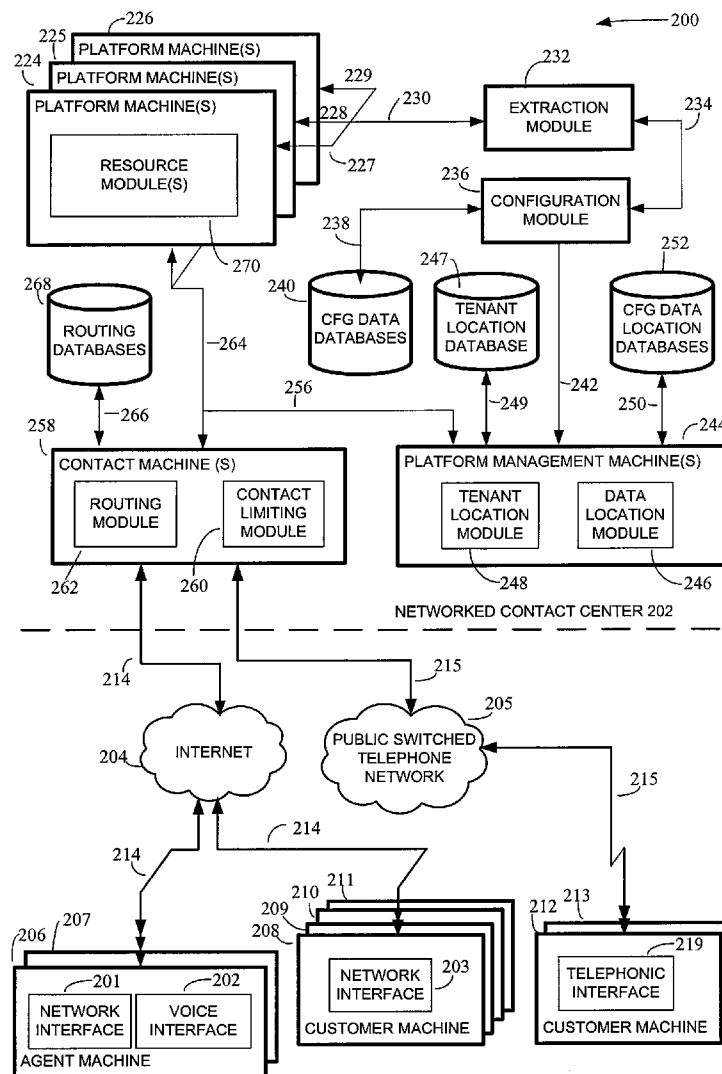 200
226
PLATFORM MACHINE(S)
225
PLATFORM MACHINE(S)
224
PLATFORM MACHINE(S)
RESOURCE
MODULE(S)
270
229
228
227
230
232
EXTRACTION
MODULE
234
236
CONFIGURATION
MODULE
238
240
CFG DATA
DATABASES
247
TENANT
LOCATION
DATABASE
252
CFG DATA
LOCATION
DATABASES
268
ROUTING
DATABASES
264
266
256
249
242
250
258
CONTACT MACHINE (S)
ROUTING
MODULE
CONTACT
LIMITING
MODULE
262
260
244
PLATFORM MANAGEMENT MACHINE(S)
TENANT
LOCATION
MODULE
DATA
LOCATION
MODULE
248
246
NETWORKED CONTACT CENTER 202
214
215
204
INTERNET
205
PUBLIC SWITCHED
TELEPHONE
NETWORK
215
214
214
207
206
201
202
NETWORK
INTERFACE
VOICE
INTERFACE
AGENT MACHINE
211
210
209
208
NETWORK
INTERFACE
203
CUSTOMER MACHINE
213
212
219
TELEPHONIC
INTERFACE
CUSTOMER MACHINE